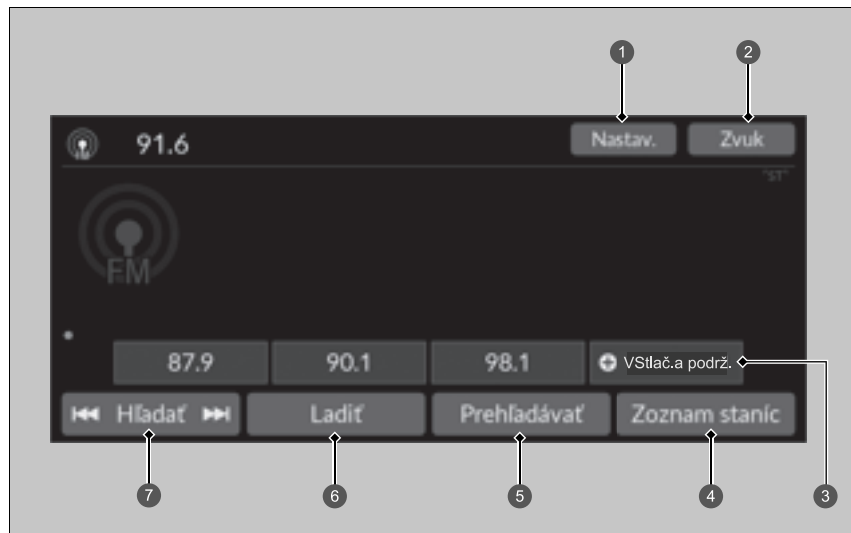 1 2
91.6 Nastav. Zvuk
"ST"
FM
87.9 90.1 98.1 VStlač.a podrž.
Hľadať Ladiť Prehľadávať Zoznam staníc
7 6 5 4 3